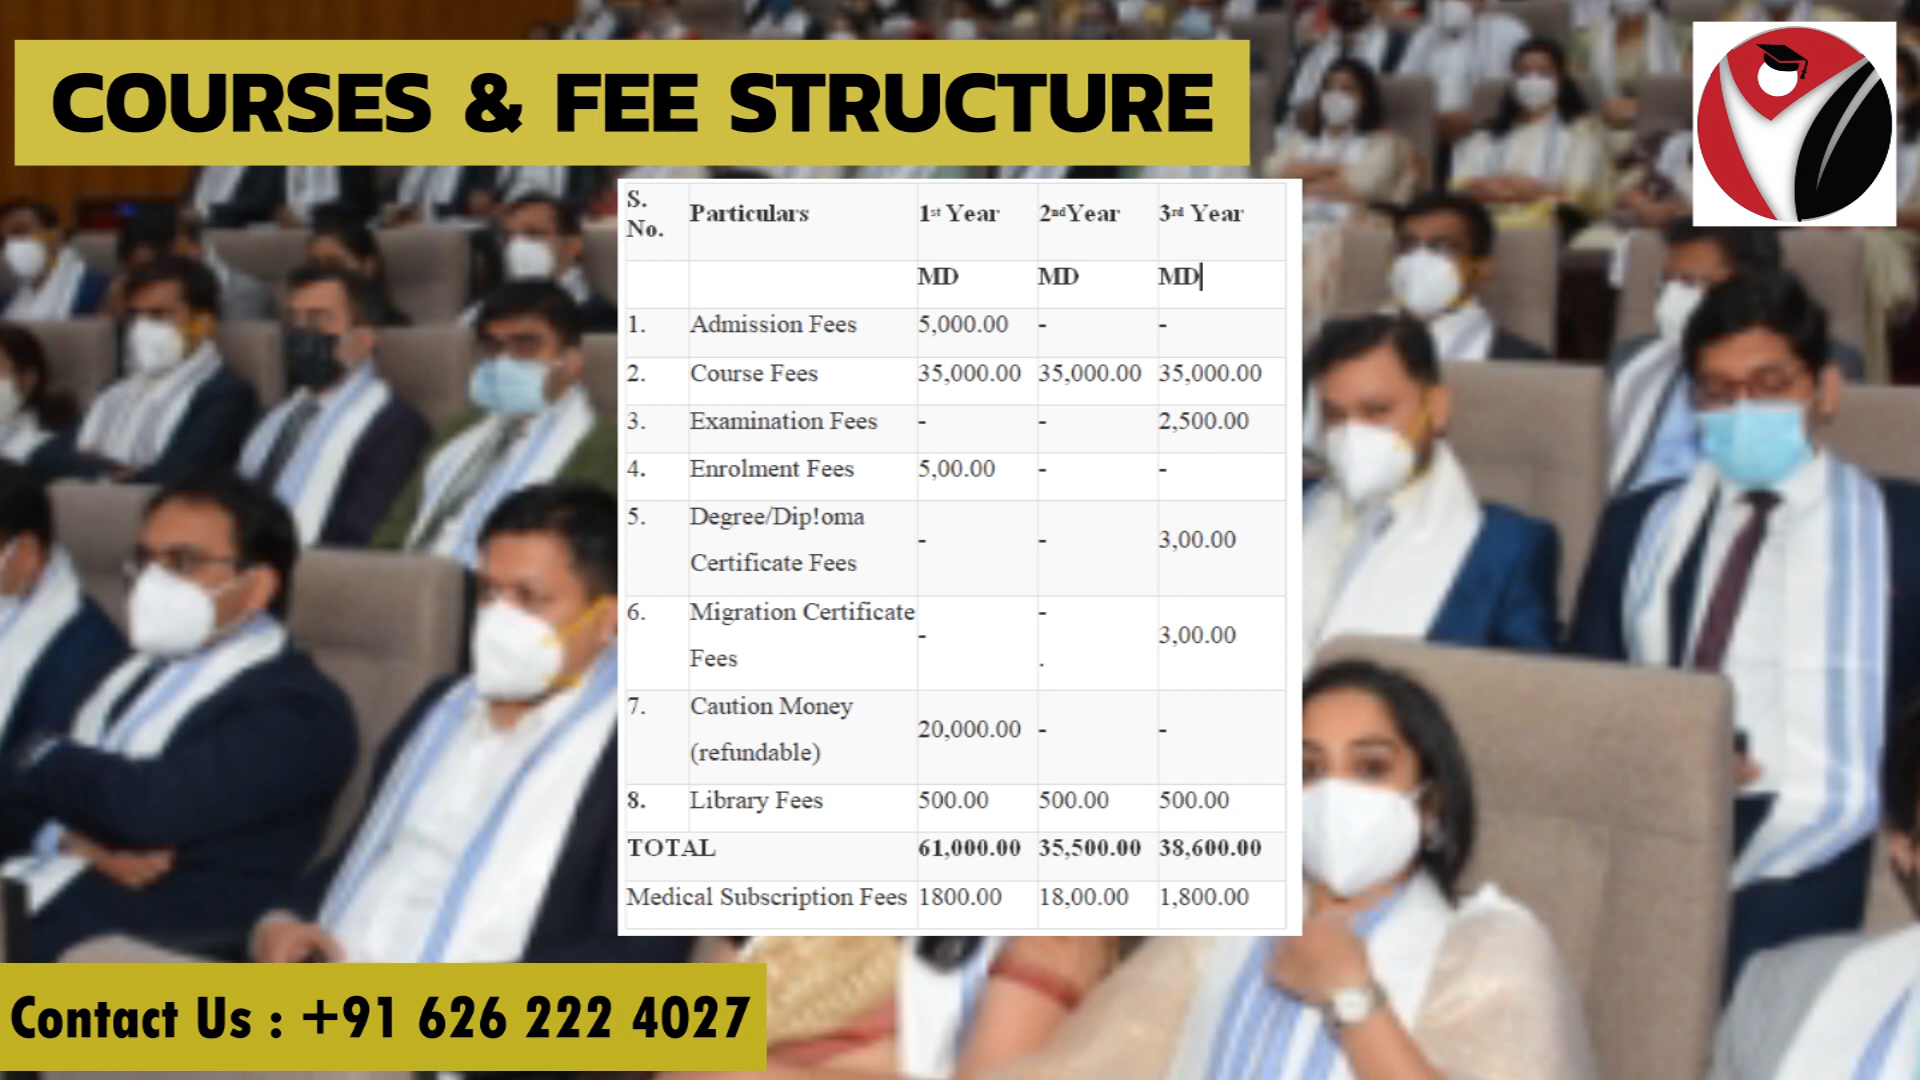 COURSES & FEE STRUCTURE
S. No. Particulars 1st Year 2ndYear 3rd Year
MD MD MD
1. Admission Fees 5,000.00 - -
2. Course Fees 35,000.00 35,000.00 35,000.00
3. Examination Fees - - 2,500.00
4. Enrolment Fees 5,00.00 - -
5. Degree/Dip!oma Certificate Fees - - 3,00.00
6. Migration Certificate Fees - - . 3,00.00
7. Caution Money (refundable) 20,000.00 - -
8. Library Fees 500.00 500.00 500.00
TOTAL 61,000.00 35,500.00 38,600.00
Medical Subscription Fees 1800.00 18,00.00 1,800.00
Contact Us : +91 626 222 4027